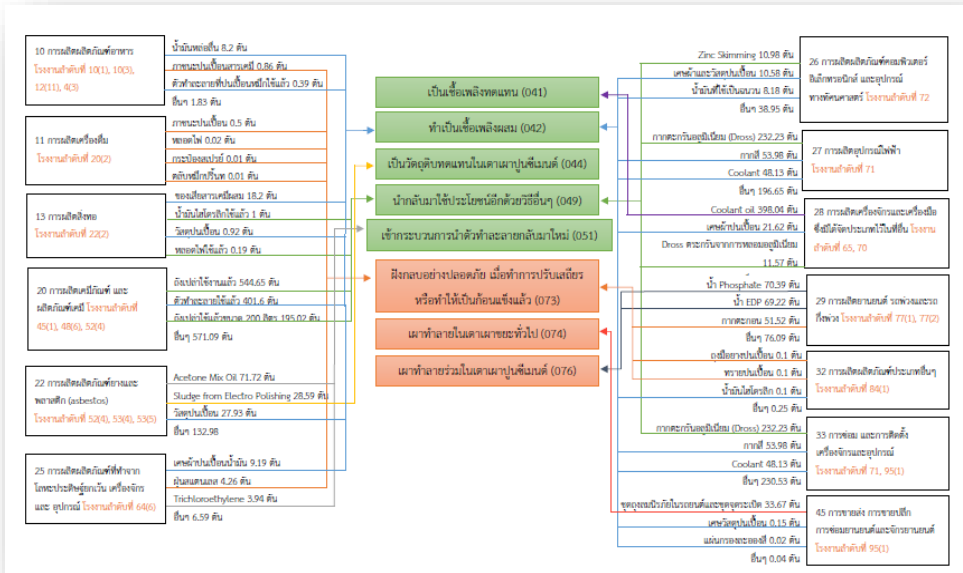 10 การผลิตผลิตภัณฑ์อาหาร
โรงงานลำดับที่ 10(1), 10(3),
12(11), 4(3)
น้ำมันหล่อลื่น 8.2 ตัน
ภาชนะปนเปื้อนสารเคมี 0.86 ตัน
ตัวทำละลายที่ปนเปื้อนหมึกใช้แล้ว 0.39 ตัน
อื่นๆ 1.83 ตัน
11 การผลิตเครื่องดื่ม
โรงงานลำดับที่ 20(2)
ภาชนะปนเปื้อน 0.5 ตัน
หลอดไฟ 0.02 ตัน
กระป๋องสเปรย์ 0.01 ตัน
ตลับหมึกปริ้นท 0.01 ตัน
13 การผลิตสิ่งทอ
โรงงานลำดับที่ 22(2)
ของเสียสารเคมีผสม 18.2 ตัน
น้ำมันไฮโดรลิกใช้แล้ว 1 ตัน
วัสดุปนเปื้อน 0.92 ตัน
หลอดไฟใช้แล้ว 0.19 ตัน
20 การผลิตเคมีภัณฑ์ และ
ผลิตภัณฑ์เคมี โรงงานลำดับที่
45(1), 48(6), 52(4)
ถังเปล่าใช้งานแล้ว 544.65 ตัน
ตัวทำละลายใช้แล้ว 401.6 ตัน
ถังเปล่าใช้แล้วขนาด 200 ลิตร 195.02 ตัน
อื่นๆ 571.09 ตัน
22 การผลิตผลิตภัณฑ์ยางและ
พลาสติก (asbestos)
โรงงานลำดับที่ 52(4), 53(4), 53(5)
Acetone Mix Oil 71.72 ตัน
Sludge from Electro Polishing 28.59 ตัน
วัสดุปนเปื้อน 27.93 ตัน
อื่นๆ 132.98
25 การผลิตผลิตภัณฑ์ที่ทำจาก
โลหะประดิษฐ์ยกเว้น เครื่องจักร
และ อุปกรณ์ โรงงานลำดับที่ 64(6)
เศษผ้าปนเปื้อนน้ำมัน 9.19 ตัน
ฝุ่นสแตนเลส 4.26 ตัน
Trichloroethylene 3.94 ตัน
อื่นๆ 6.59 ตัน
เป็นเชื้อเพลิงทดแทน (041)
ทำเป็นเชื้อเพลิงผสม (042)
เป็นวัตถุดิบทดแทนในเตาเผาปูนซีเมนต์ (044)
นำกลับมาใช้ประโยชน์อีกด้วยวิธีอื่นๆ (049)
เข้ากระบวนการนำตัวทำละลายกลับมาใหม่ (051)
ฝังกลบอย่างปลอดภัย เมื่อทำการปรับเสถียร
หรือทำให้เป็นก้อนแข็งแล้ว (073)
เผาทำลายในเตาเผาขยะทั่วไป (074)
เผาทำลายร่วมในเตาเผาปูนซีเมนต์ (076)
Zinc Skimming 10.98 ตัน
เศษผ้าและวัสดุปนเปื้อน 10.58 ตัน
น้ำมันที่ใช้เป็นฉนวน 8.18 ตัน
อื่นๆ 38.95 ตัน
26 การผลิตผลิตภัณฑ์คอมพิวเตอร์
อิเล็กทรอนิกส์ และอุปกรณ์
ทางทัศนศาสตร์ โรงงานลำดับที่ 72
กากตะกรันอลูมิเนียม (Dross) 232.23 ตัน
กากสี 53.98 ตัน
Coolant 48.13 ตัน
อื่นๆ 196.65 ตัน
27 การผลิตอุปกรณ์ไฟฟ้า
โรงงานลำดับที่ 71
Coolant oil 398.04 ตัน
เศษผ้าปนเปื้อน 21.62 ตัน
Dross ตระกรันจากการหลอมอลูมิเนียม
11.57 ตัน
28 การผลิตเครื่องจักรและเครื่องมือ
ซึ่งมิได้จัดประเภทไว้ในที่อื่น โรงงาน
ลำดับที่ 65, 70
น้ำ Phosphate 70.39 ตัน
น้ำ EDP 69.22 ตัน
กากตะกอน 51.52 ตัน
อื่นๆ 76.09 ตัน
29 การผลิตยานยนต์ รถพ่วงและรถ
กึ่งพ่วง โรงงานลำดับที่ 77(1), 77(2)
ถุงมือยางปนเปื้อน 0.1 ตัน
ทรายปนเปื้อน 0.1 ตัน
น้ำมันไฮโดรลิก 0.1 ตัน
อื่นๆ 0.25 ตัน
32 การผลิตผลิตภัณฑ์ประเภทอื่นๆ
โรงงานลำดับที่ 84(1)
กากตะกรันอลูมิเนียม (Dross) 232.23 ตัน
กากสี 53.98 ตัน
Coolant 48.13 ตัน
อื่นๆ 230.53 ตัน
33 การซ่อม และการติดตั้ง
เครื่องจักรและอุปกรณ์
โรงงานลำดับที่ 71, 95(1)
ชุดถุงลมนิรภัยในรถยนต์และชุดจุดระเบิด 33.67 ตัน
เศษวัสดุปนเปื้อน 0.15 ตัน
แผ่นกรองละอองสี 0.02 ตัน
อื่นๆ 0.04 ตัน
45 การขายส่ง การขายปลีก
การซ่อมยานยนต์และจักรยานยนต์
โรงงานลำดับที่ 95(1)